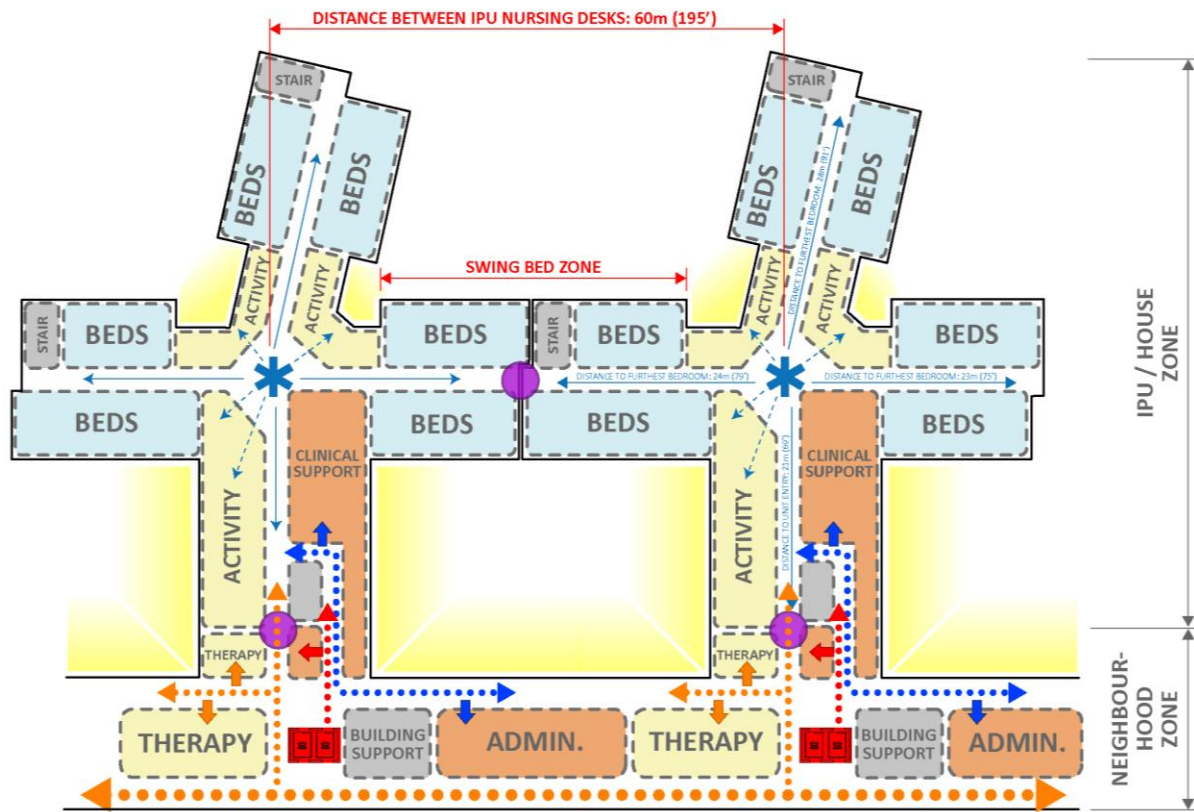 DISTANCE BETWEEN IPU NURSING DESKS: 60m (195’)
STAIR
STAIR
BEDS
BEDS
BEDS
BEDS
DISTANCE TO FURTHEST BEDROOM: 28m (91’)
ACTIVITY
ACTIVITY
SWING BED ZONE
ACTIVITY
ACTIVITY
STAIR
BEDS
BEDS
STAIR
BEDS
BEDS
DISTANCE TO FURTHEST BEDROOM: 24m (79’)
DISTANCE TO FURTHEST BEDROOM: 23m (75’)
BEDS
BEDS
BEDS
BEDS
CLINICAL
SUPPORT
CLINICAL
SUPPORT
ACTIVITY
ACTIVITY
DISTANCE TO UNIT ENTRY: 21m (69’)
IPU / HOUSE
ZONE
THERAPY
THERAPY
THERAPY
BUILDING
SUPPORT
ADMIN.
THERAPY
BUILDING
SUPPORT
ADMIN.
NEIGHBOUR-
HOOD
ZONE